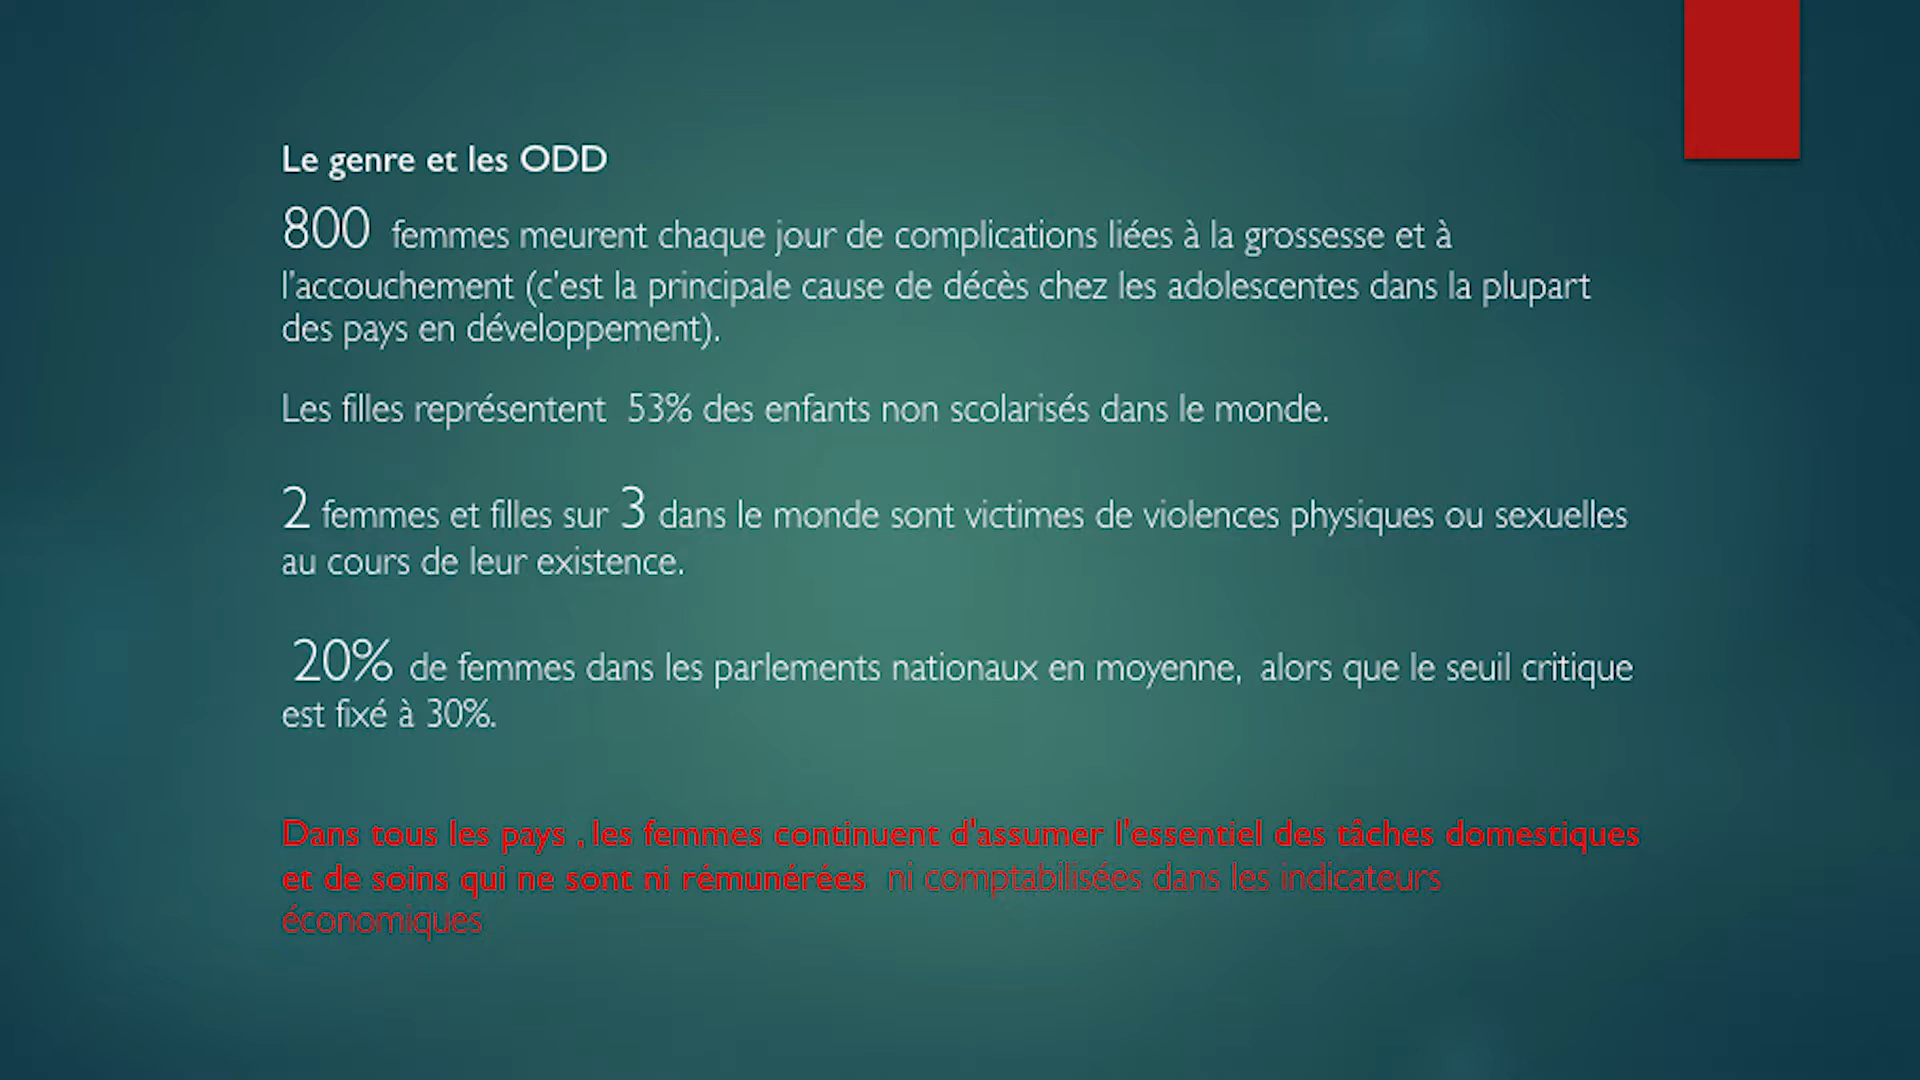 Le genre et les ODD
800 femmes meurent chaque jour de complications liées à la grossesse et à
l'accouchement (c'est la principale cause de décès chez les adolescentes dans la plupart
des pays en développement).
Les filles représentent 53% des enfants non scolarisés dans le monde.
2 femmes et filles sur 3 dans le monde sont victimes de violences physiques ou sexuelles
au cours de leur existence.
20% de femmes dans les parlements nationaux en moyenne, alors que le seuil critique
est fixé à 30%.
Dans tous les pays , les femmes continuent d'assumer l'essentiel des tâches domestiques
et de soins qui ne sont ni rémunérées ni comptabilisées dans les indicateurs
économiques